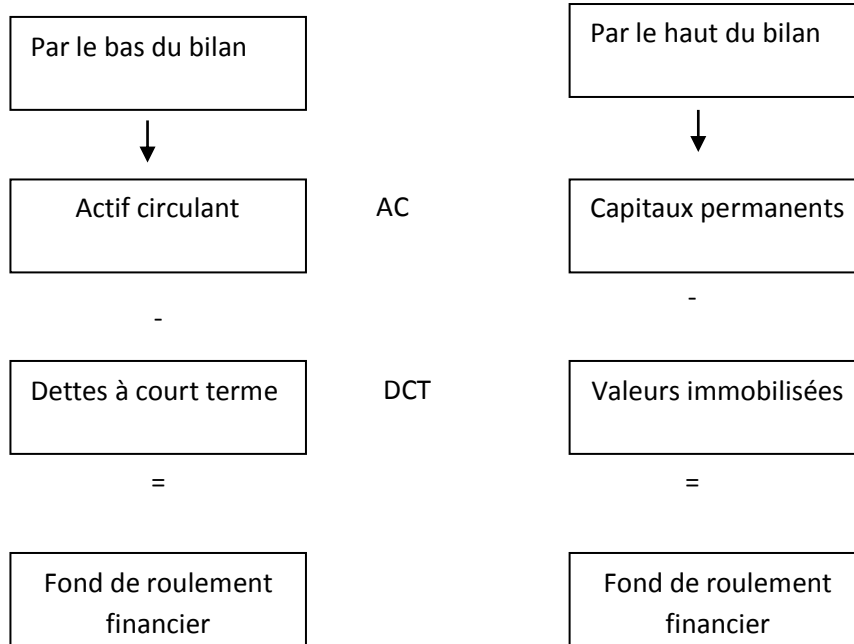 Par le bas du bilan
Par le haut du bilan
Actif circulant
AC
Capitaux permanents
-
-
Dettes à court terme
DCT
Valeurs immobilisées
=
=
Fond de roulement
financier
Fond de roulement
financier